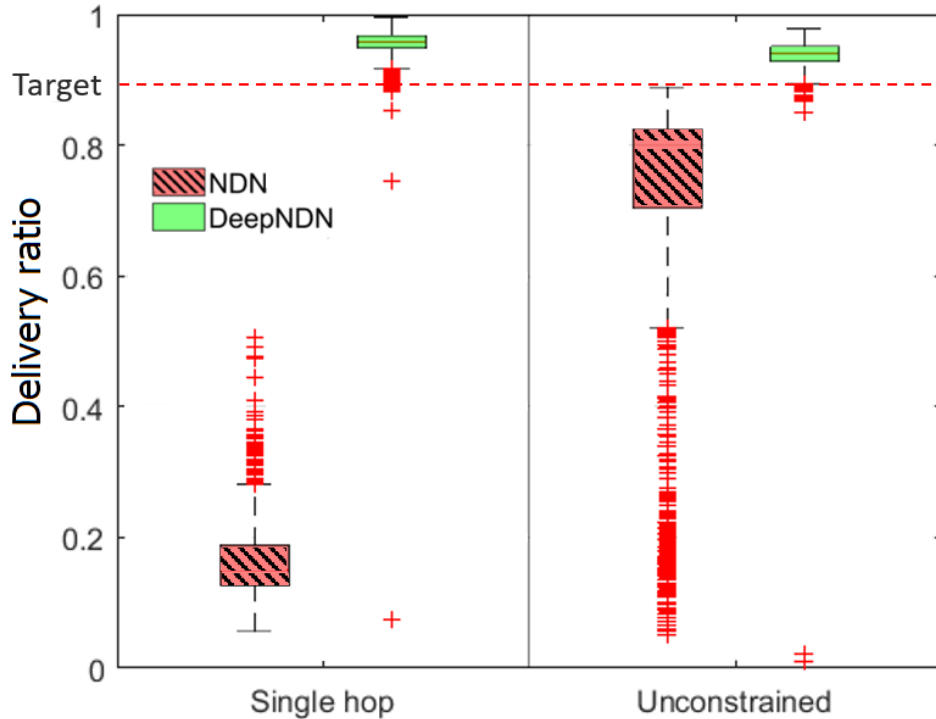 1
Target
0.8
0.6
0.4
0.2
0
Delivery ratio
NDN
DeepNDN
Single hop
Unconstrained